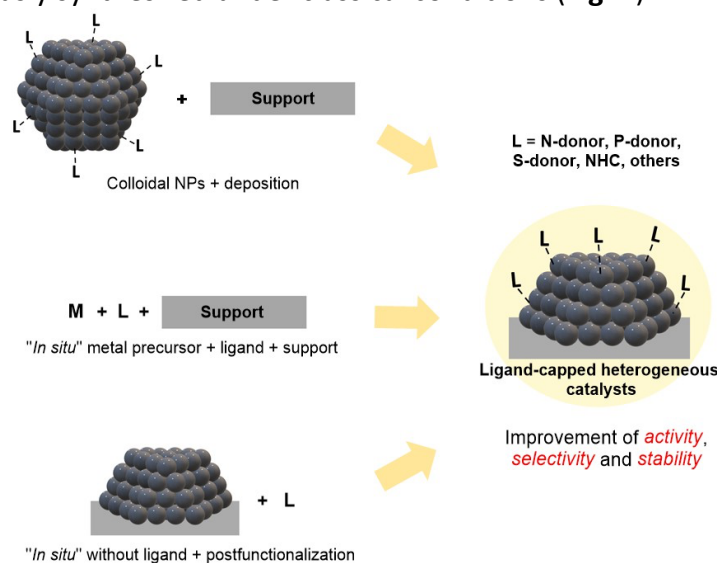 L
L
L
L
L
L
+
Support
Colloidal NPs + deposition
L = N-donor, P-donor,
S-donor, NHC, others
M + L + Support
"In situ" metal precursor + ligand + support
L
L
L
L
L
Ligand-capped heterogeneous
catalysts
Improvement of activity,
selectivity and stability
+ L
"In situ" without ligand + postfunctionalization